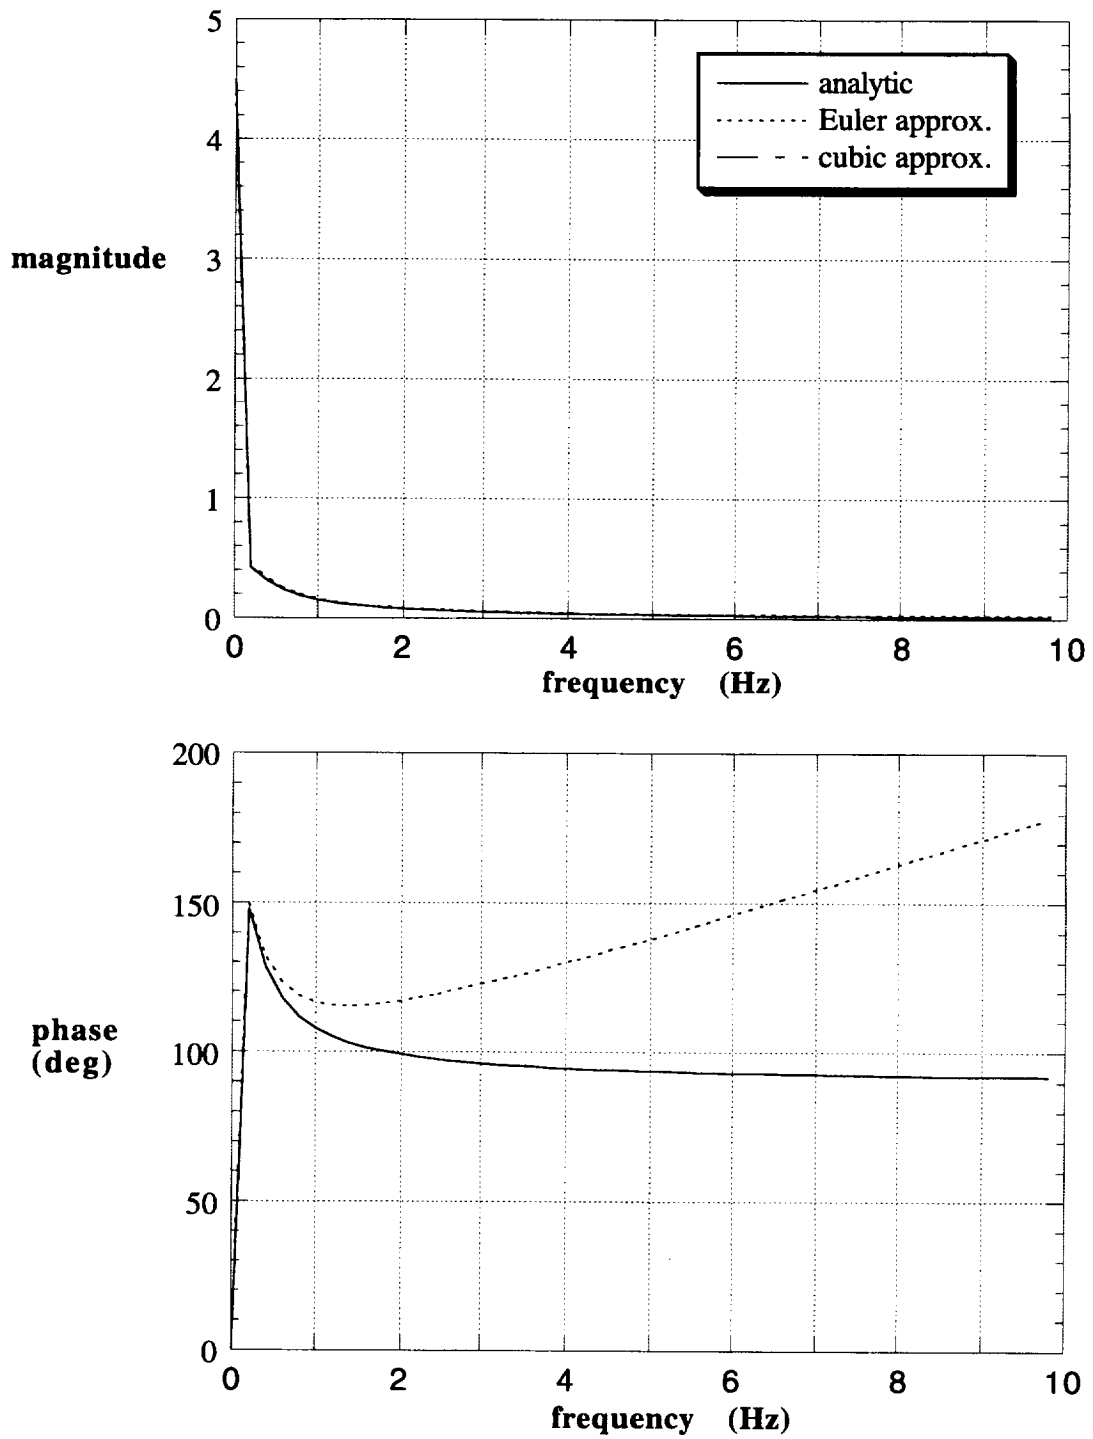 5
analytic
Euler approx.
cubic approx.
4
magnitude 3
2
1
0
0 2 4 6 8 10
frequency (Hz)
200
150
phase
(deg)
100
50
0
0 2 4 6 8 10
frequency (Hz)